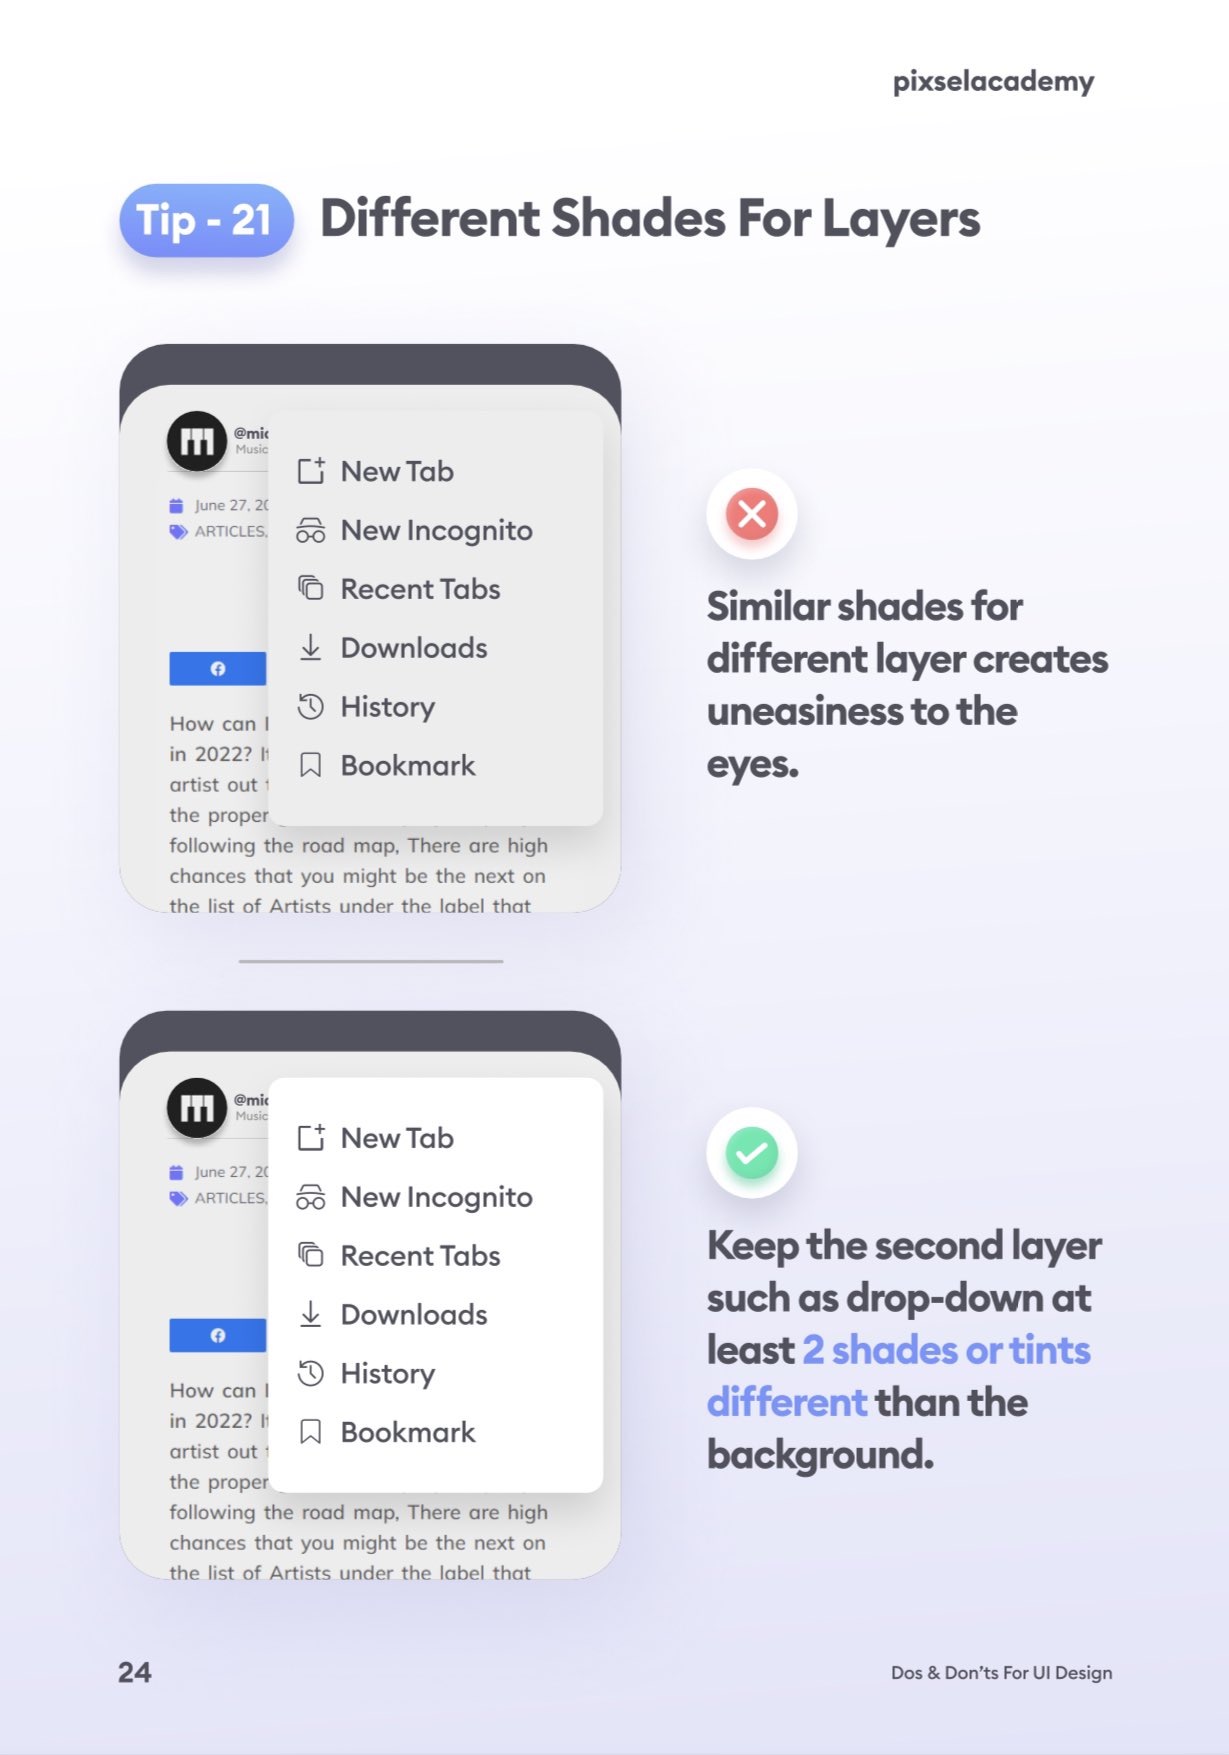 pixselacademy
Tip - 21
Different Shades For Layers
@mic
Music
June 27, 20
ARTICLES,
New Tab
New Incognito
Recent Tabs
Downloads
History
Bookmark
How can I
in 2022? It
artist out t
the proper
following the road map, There are high
chances that you might be the next on
the list of Artists under the label that
Similar shades for
different layer creates
uneasiness to the
eyes.
@mic
Music
June 27, 20
ARTICLES,
New Tab
New Incognito
Recent Tabs
Downloads
History
Bookmark
How can I
in 2022? It
artist out t
the proper
following the road map, There are high
chances that you might be the next on
the list of Artists under the label that
Keep the second layer
such as drop-down at
least 2 shades or tints
different than the
background.
24
Dos & Don'ts For UI Design